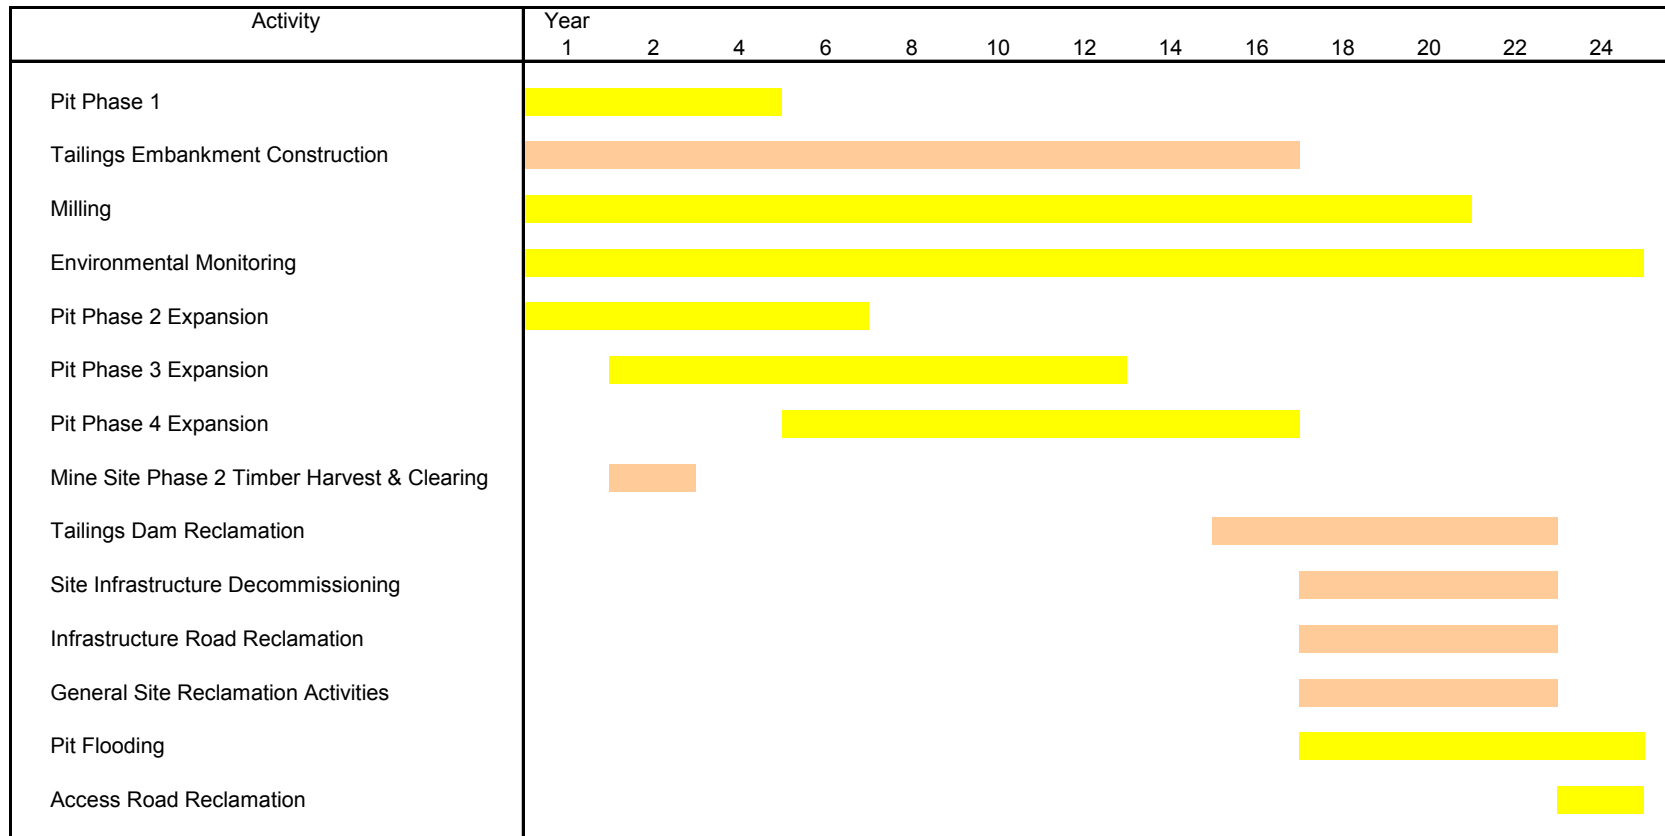 Activity Year
1 2 4 6 8 10 12 14 16 18 20 22 24
Pit Phase 1
Tailings Embankment Construction
Milling
Environmental Monitoring
Pit Phase 2 Expansion
Pit Phase 3 Expansion
Pit Phase 4 Expansion
Mine Site Phase 2 Timber Harvest & Clearing
Tailings Dam Reclamation
Site Infrastructure Decommissioning
Infrastructure Road Reclamation
General Site Reclamation Activities
Pit Flooding
Access Road Reclamation